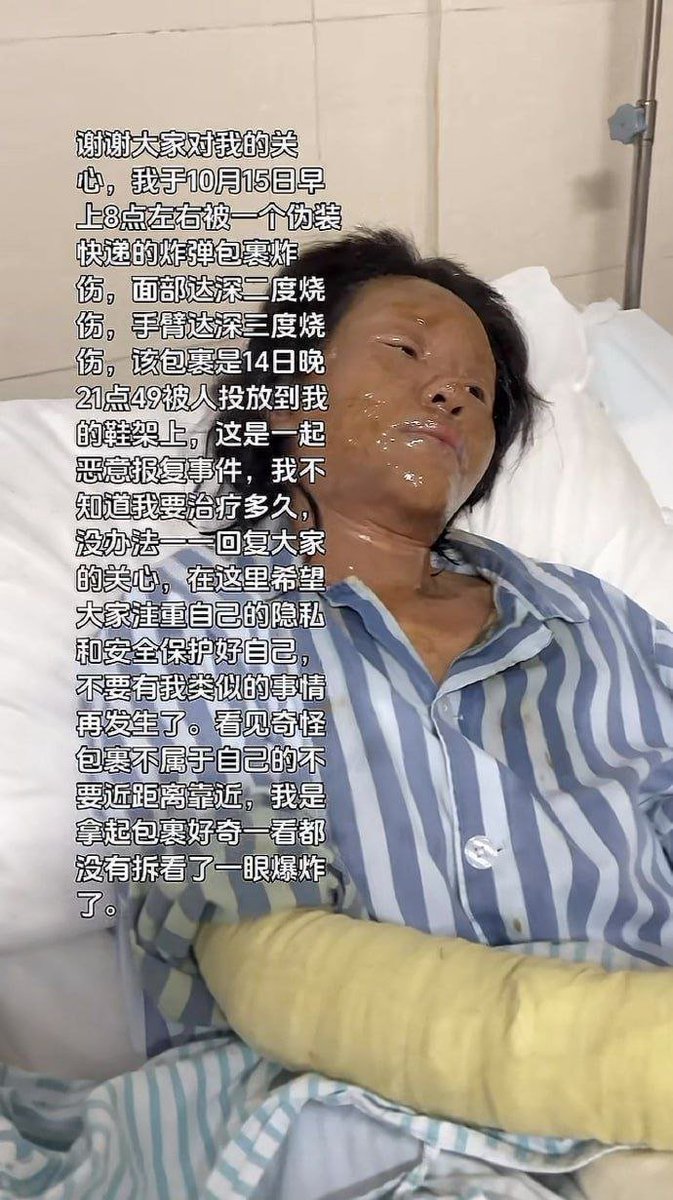 谢谢大家对我的关
心，我于10月15日早
上8点左右被一个伪装
快递的炸弹包裹炸
伤，面部达深二度烧
伤，手臂达深三度烧
伤，该包裹是14日晚
21点49被人投放到我
的鞋架上，这是一起
恶意报复事件，我不
知道我要治疗多久，
没办法一一回复大家
的关心，在这里希望
大家注重自己的隐私
和安全保护好自己，
不要有我类似的事情
再发生了。看见奇怪
包裹不属于自己的不
要近距离靠近，我是
拿起包裹好奇一看都
没有拆看了一眼爆炸
了。